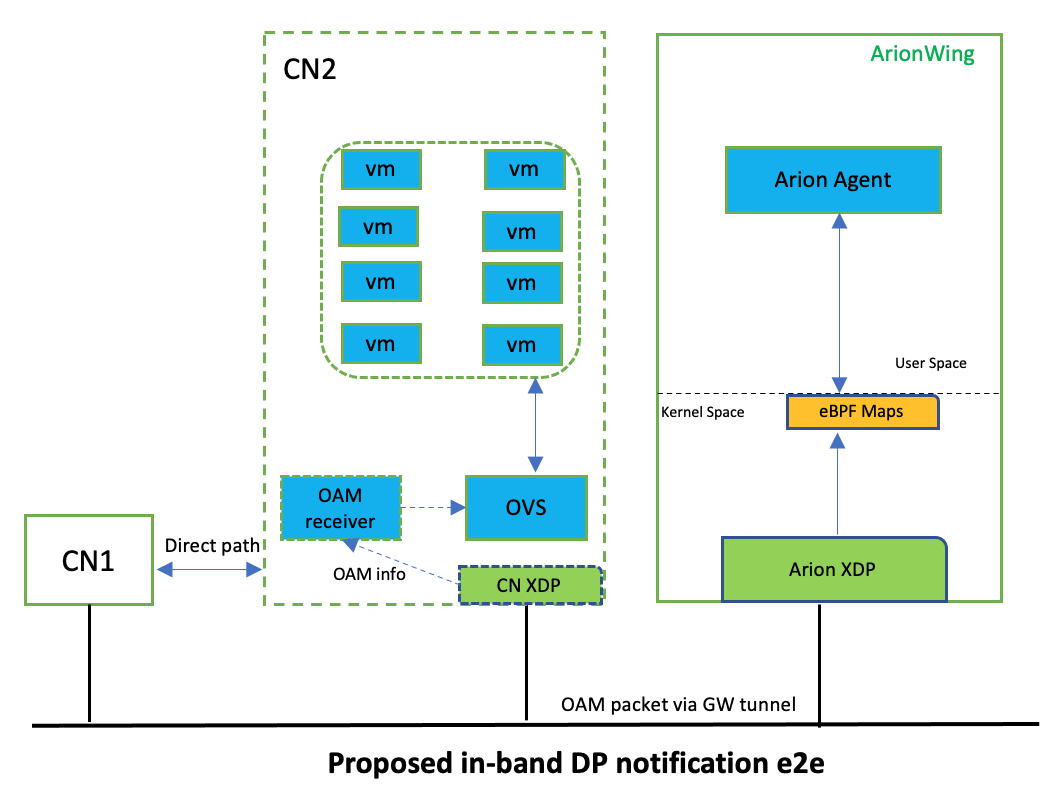 CN2
ArionWing
vm
vm
vm
vm
vm
vm
vm
vm
Arion Agent
User Space
Kernel Space
eBPF Maps
OAM
receiver
OVS
CN1
Direct path
OAM info
CN XDP
Arion XDP
OAM packet via GW tunnel
Proposed in-band DP notification e2e